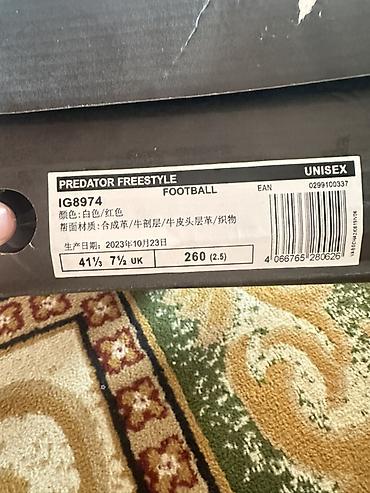 PREDATOR FREESTYLE UNISEX
IG8974 FOOTBALL EAN 0299100337
颜色: 白色/红色
帮面材质: 合成革/牛剖层/牛皮头层革/织物
生产日期: 2023年10月23日
41⅓ 7½ UK 260 (2.5)
4 066765 280626